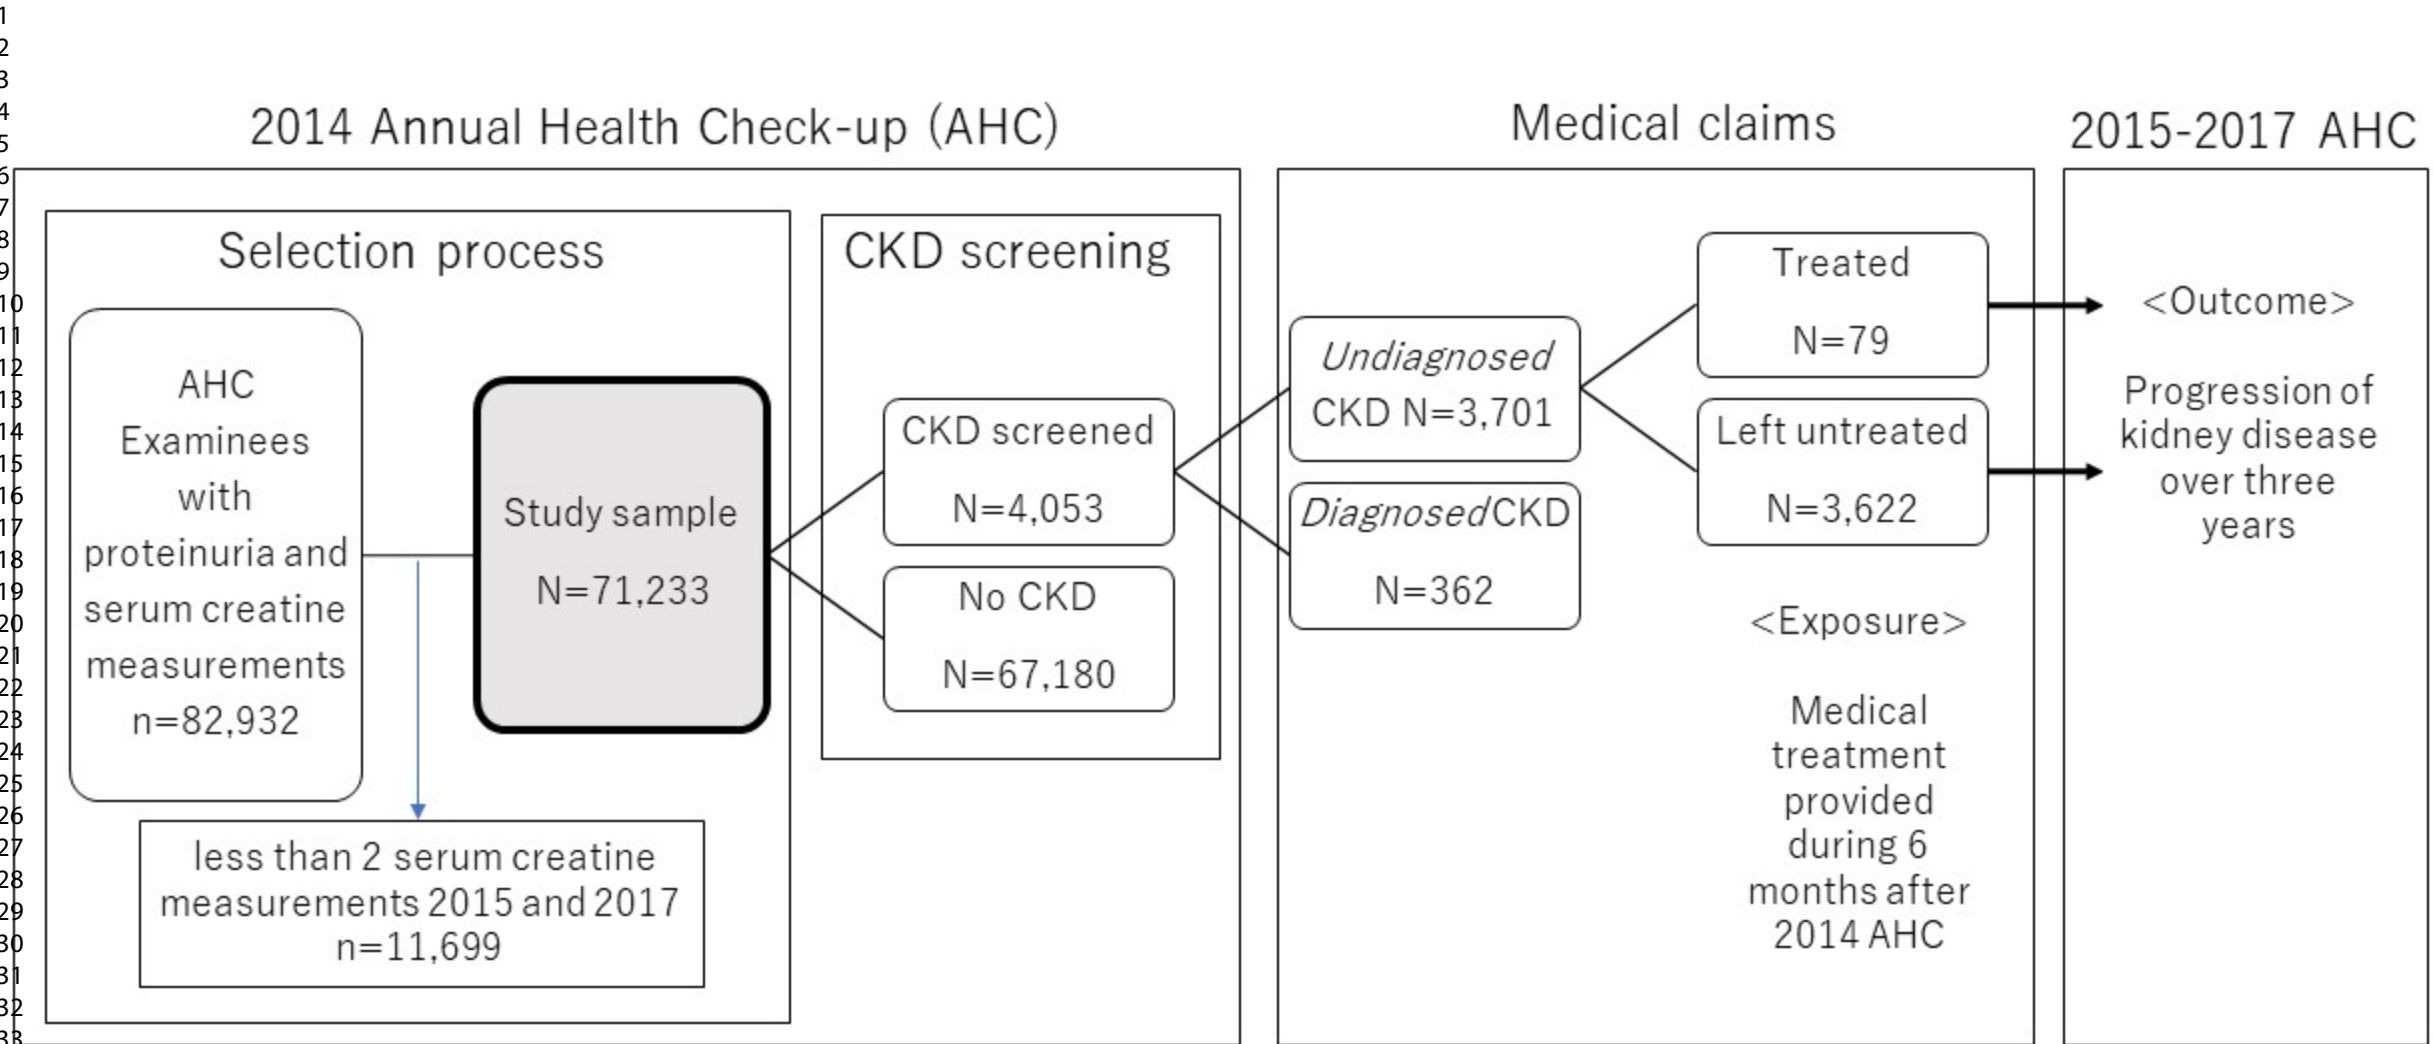 1
2
3
4
5
6
7
8
9
10
11
12
13
14
15
16
17
18
19
20
21
22
23
24
25
26
27
28
29
30
31
32
33
2014 Annual Health Check-up (AHC)
Selection process
AHC
Examinees
with
proteinuria and
serum creatine
measurements
n=82,932
Study sample
N=71,233
less than 2 serum creatine
measurements 2015 and 2017
n=11,699
CKD screening
CKD screened
N=4,053
No CKD
N=67,180
Medical claims
Undiagnosed
CKD N=3,701
Diagnosed CKD
N=362
Treated
N=79
Left untreated
N=3,622
<Exposure>
Medical
treatment
provided
during 6
months after
2014 AHC
2015-2017 AHC
<Outcome>
Progression of
kidney disease
over three
years